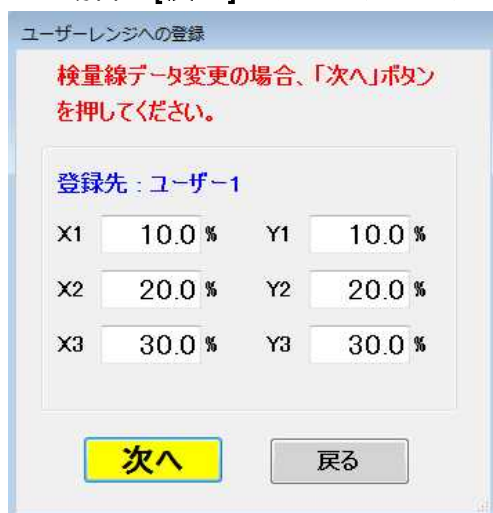 ユーザーレンジへの登録
検量線データ変更の場合、「次へ」ボタン
を押してください。
登録先：ユーザー1
X1 10.0 % Y1 10.0 %
X2 20.0 % Y2 20.0 %
X3 30.0 % Y3 30.0 %
次へ 戻る